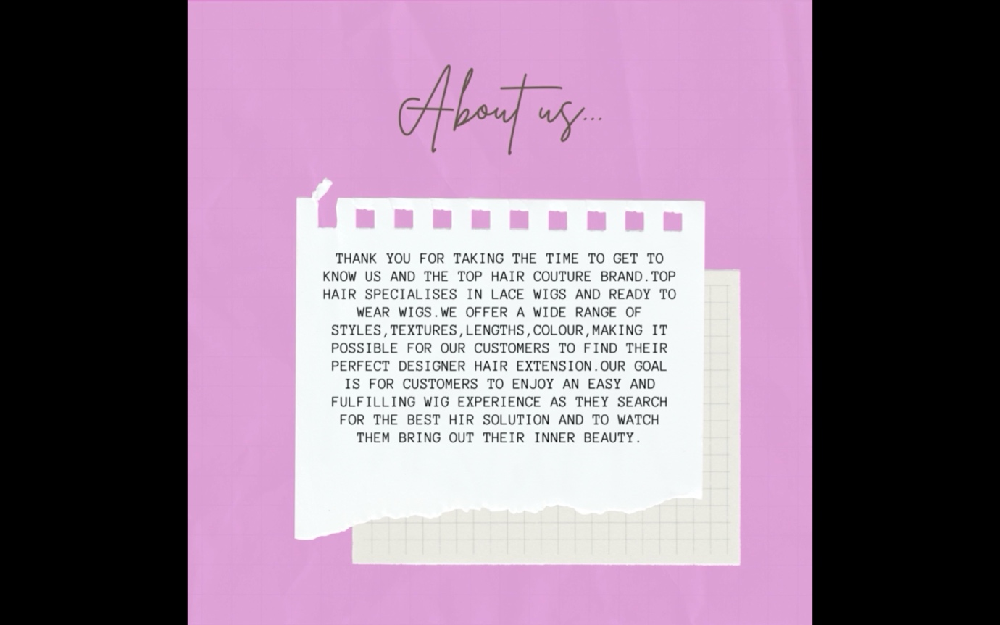 About us...
THANK YOU FOR TAKING THE TIME TO GET TO
KNOW US AND THE TOP HAIR COUTURE BRAND.TOP
HAIR SPECIALISES IN LACE WIGS AND READY TO
WEAR WIGS.WE OFFER A WIDE RANGE OF
STYLES,TEXTURES,LENGTHS,COLOUR,MAKING IT
POSSIBLE FOR OUR CUSTOMERS TO FIND THEIR
PERFECT DESIGNER HAIR EXTENSION.OUR GOAL
IS FOR CUSTOMERS TO ENJOY AN EASY AND
FULFILLING WIG EXPERIENCE AS THEY SEARCH
FOR THE BEST HIR SOLUTION AND TO WATCH
THEM BRING OUT THEIR INNER BEAUTY.